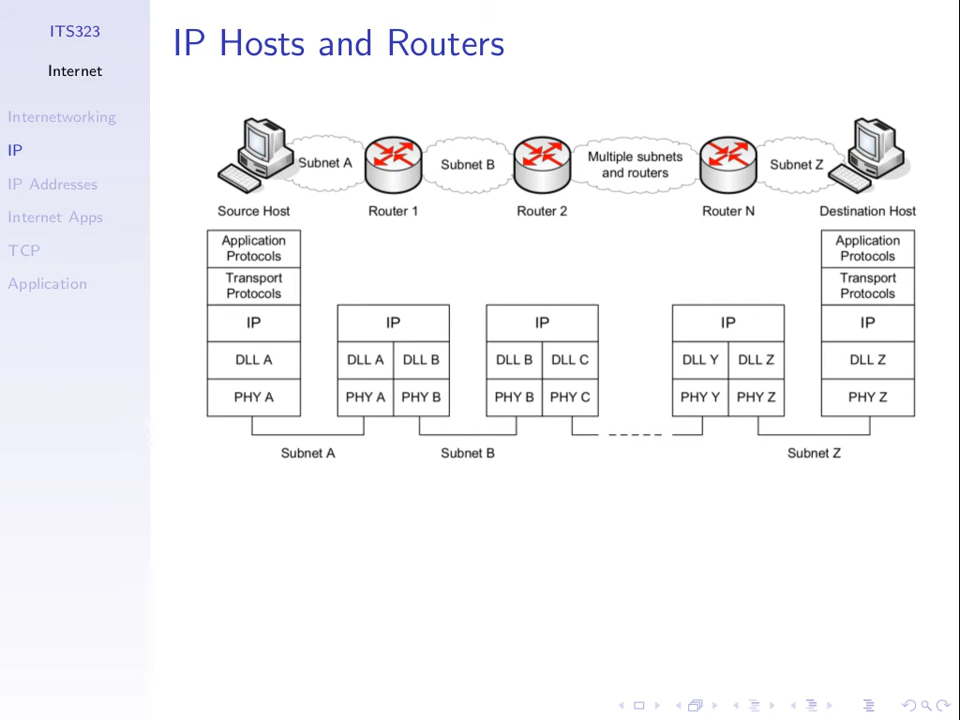 ITS323
Internet
Internetworking
IP
IP Addresses
Internet Apps
TCP
Application
IP Hosts and Routers
Subnet A
Subnet B
Multiple subnets
and routers
Subnet Z
Source Host
Router 1
Router 2
Router N
Destination Host
Application
Protocols
Transport
Protocols
IP
DLL A
PHY A
IP
DLL A DLL B
PHY A PHY B
IP
DLL B DLL C
PHY B PHY C
IP
DLL Y DLL Z
PHY Y PHY Z
Application
Protocols
Transport
Protocols
IP
DLL Z
PHY Z
Subnet A
Subnet B
Subnet Z